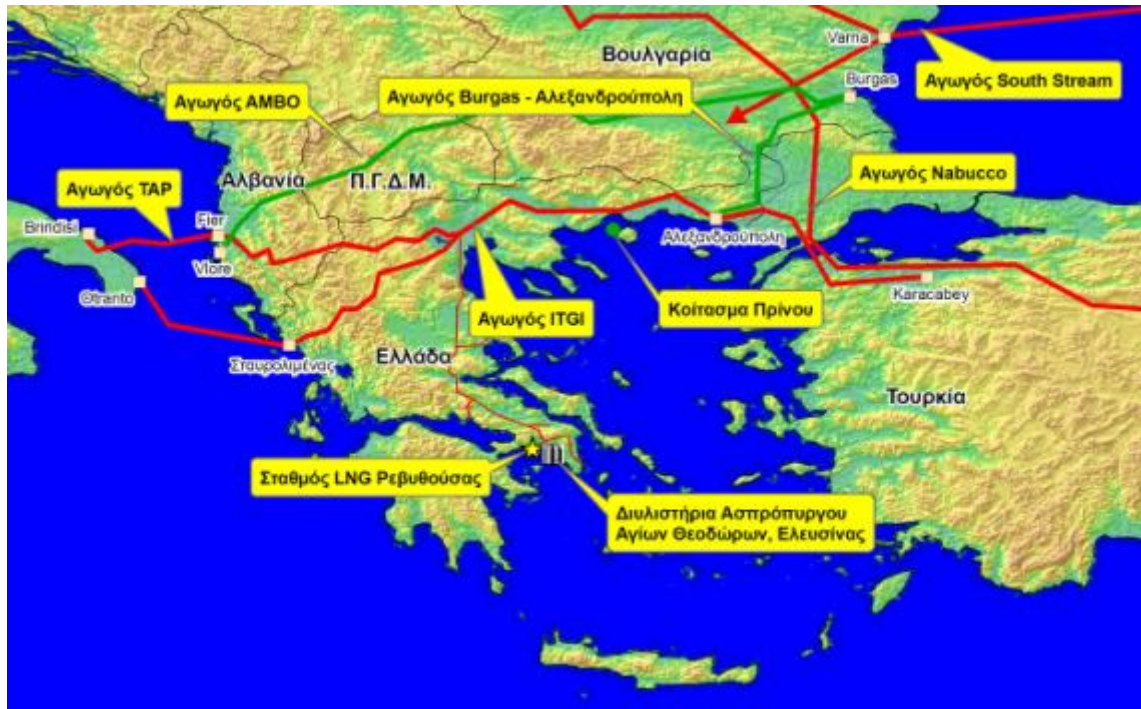 Varna
Βουλγαρία
Αγωγός South Stream
Burgas
Αγωγός AMBO
Αγωγός Burgas - Αλεξανδρούπολη
Αλβανία
Π.Γ.Δ.Μ.
Αγωγός Nabucco
Αγωγός TAP
Brindisi
Fier
Αλεξανδρούπολη
Vlore
Otranto
Karacabey
Αγωγός ITGI
Κοίτασμα Πρίνου
Σταυρολιμένας
Ελλάδα
Τουρκία
Σταθμός LNG Ρεβυθούσας
Διυλιστήρια Ασπρόπυργου
Αγίων Θεοδώρων, Ελευσίνας